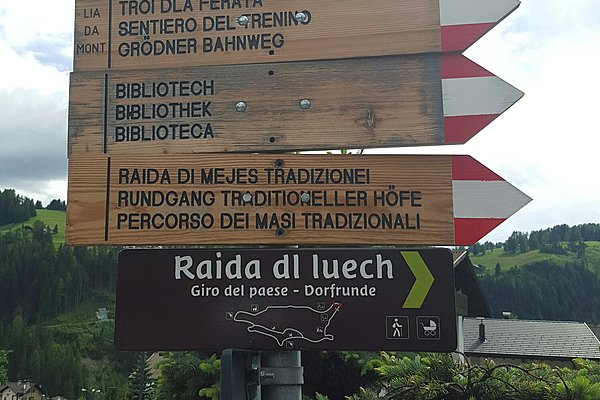 LIA
DA
MONT
TROI DLA FERATA
SENTIERO DEL TRENINO
GRÖDNER BAHNWEG
BIBLIOTECH
BIBLIOTHEK
BIBLIOTECA
RAIDA DI MEJES TRADIZIONEI
RUNDGANG TRADITIONELLER HÖFE
PERCORSO DEI MASI TRADIZIONALI
Raida dl luech
Giro del paese - Dorfrunde